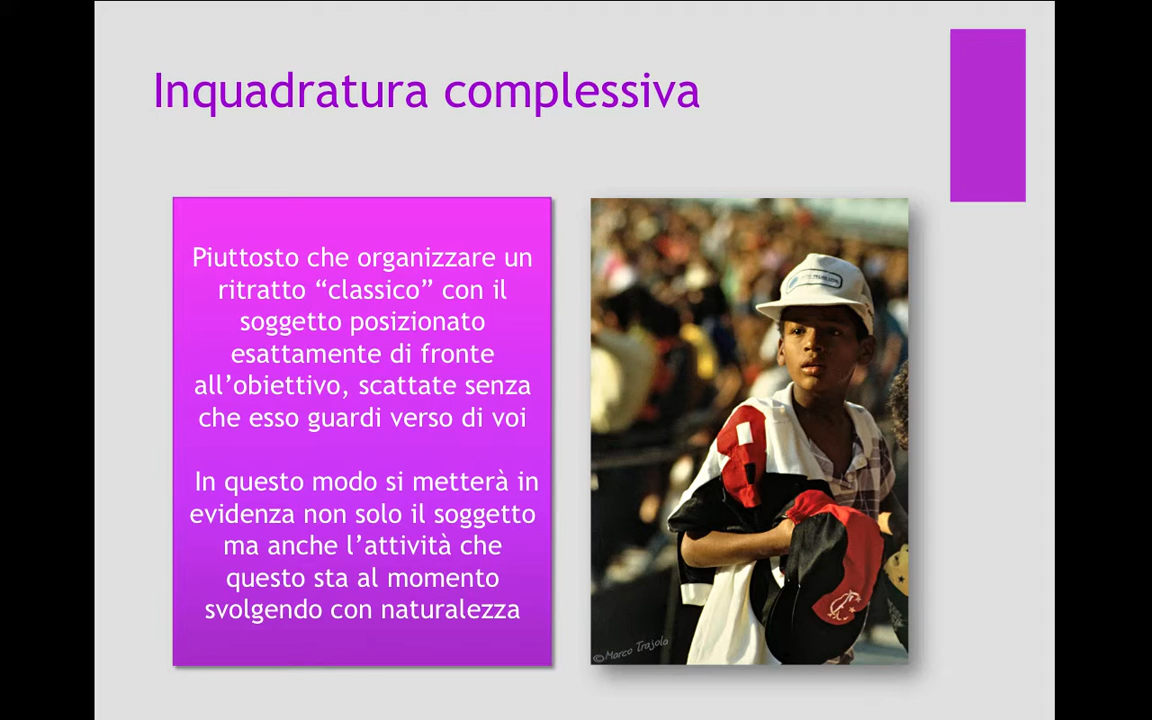 Inquadratura complessiva
Piuttosto che organizzare un
ritratto “classico” con il
soggetto posizionato
esattamente di fronte
all’obiettivo, scattate senza
che esso guardi verso di voi
In questo modo si metterà in
evidenza non solo il soggetto
ma anche l’attività che
questo sta al momento
svolgendo con naturalezza
©Marco Trajola